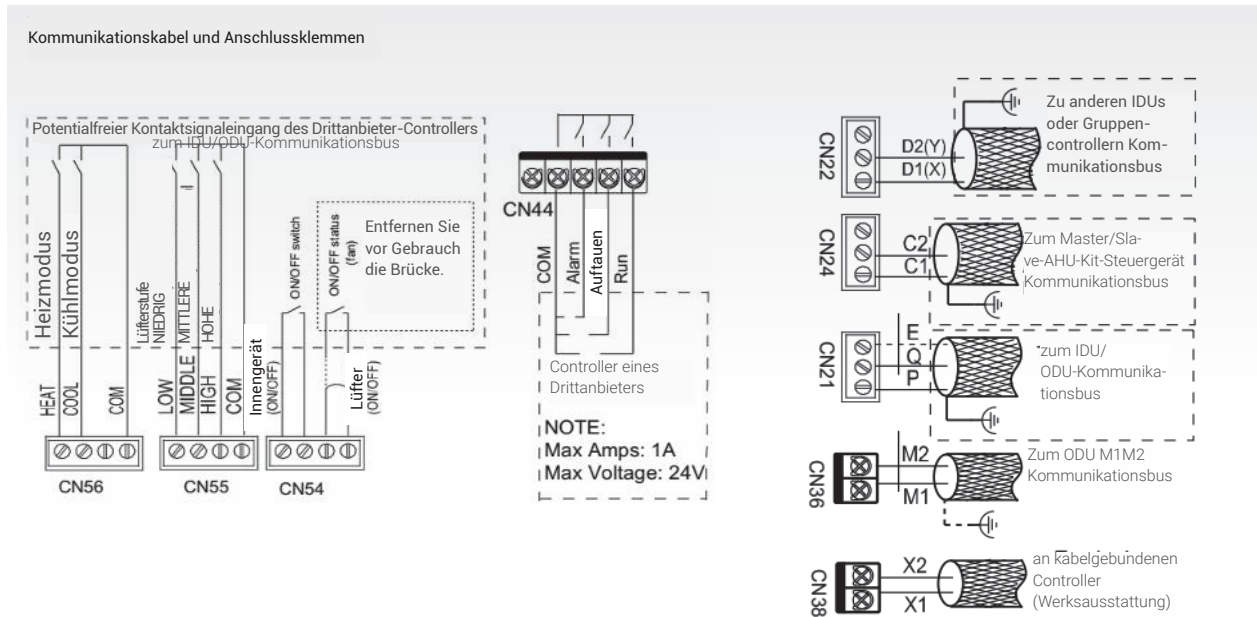 Kommunikationskabel und Anschlussklemmen
Potentialfreier Kontaktsignaleingang des Drittanbieter-Controllers
zum IDU/ODU-Kommunikationsbus
Heizmodus
Kühlmodus
Lüfterstufe
NIEDRIG
MITTLERE
HOHE
ON/OFF switch
ON/OFF status
(fan)
Entfernen Sie
vor Gebrauch
die Brücke.
HEAT
COOL
COM
LOW
MIDDLE
HIGH
COM
Innengerät
(ON/OFF)
Lüfter
(ON/OFF)
CN56
CN55
CN54
CN44
COM
Alarm
Auftauen
Run
Controller eines
Drittanbieters
NOTE:
Max Amps: 1A
Max Voltage: 24V
CN22
D2(Y)
D1(X)
Zu anderen IDUs
oder Gruppen-
controllern Kom-
munikationsbus
CN24
C2
C1
Zum Master/Sla-
ve-AHU-Kit-Steuergerät
Kommunikationsbus
CN21
E
Q
P
zum IDU/
ODU-Kommunika-
tionsbus
CN36
M2
M1
Zum ODU M1M2
Kommunikationsbus
CN38
X2
X1
an kabelgebundenen
Controller
(Werksausstattung)